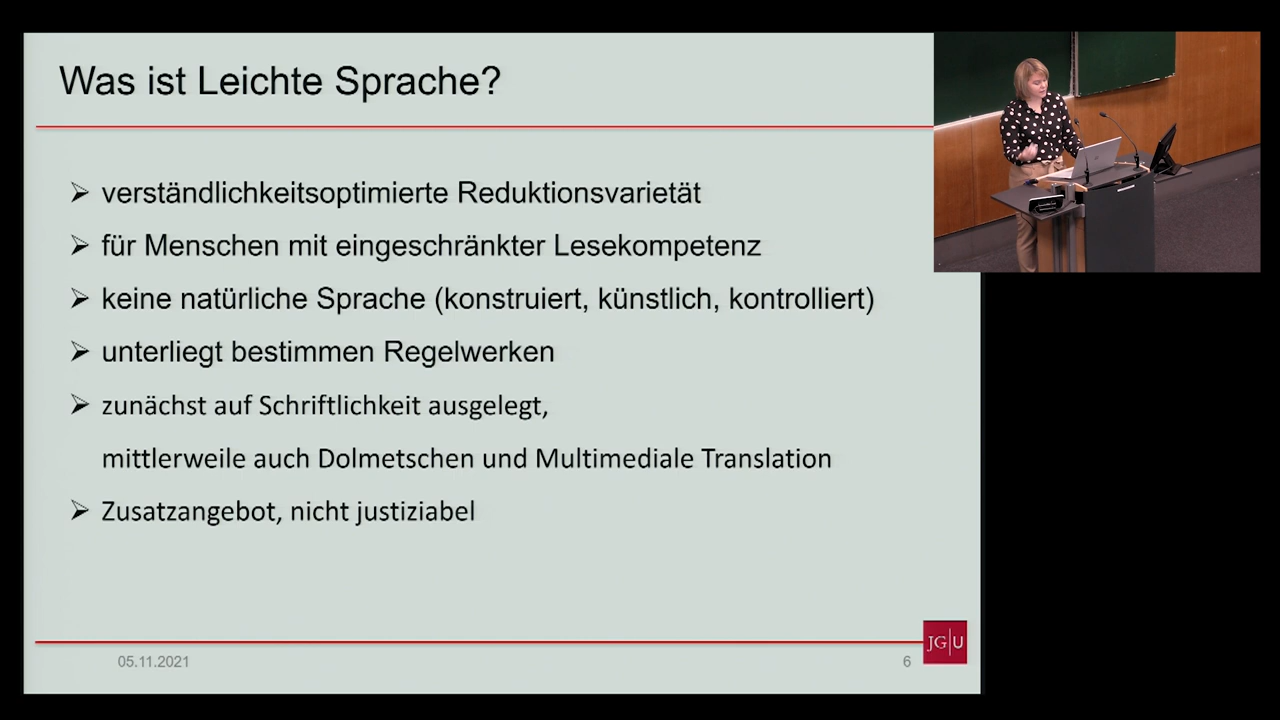 Was ist Leichte Sprache?
➢ verständlichkeitsoptimierte Reduktionsvarietät
➢ für Menschen mit eingeschränkter Lesekompetenz
➢ keine natürliche Sprache (konstruiert, künstlich, kontrolliert)
➢ unterliegt bestimmen Regelwerken
➢ zunächst auf Schriftlichkeit ausgelegt,
mittlerweile auch Dolmetschen und Multimediale Translation
➢ Zusatzangebot, nicht justiziabel
05.11.2021
6
JG|U